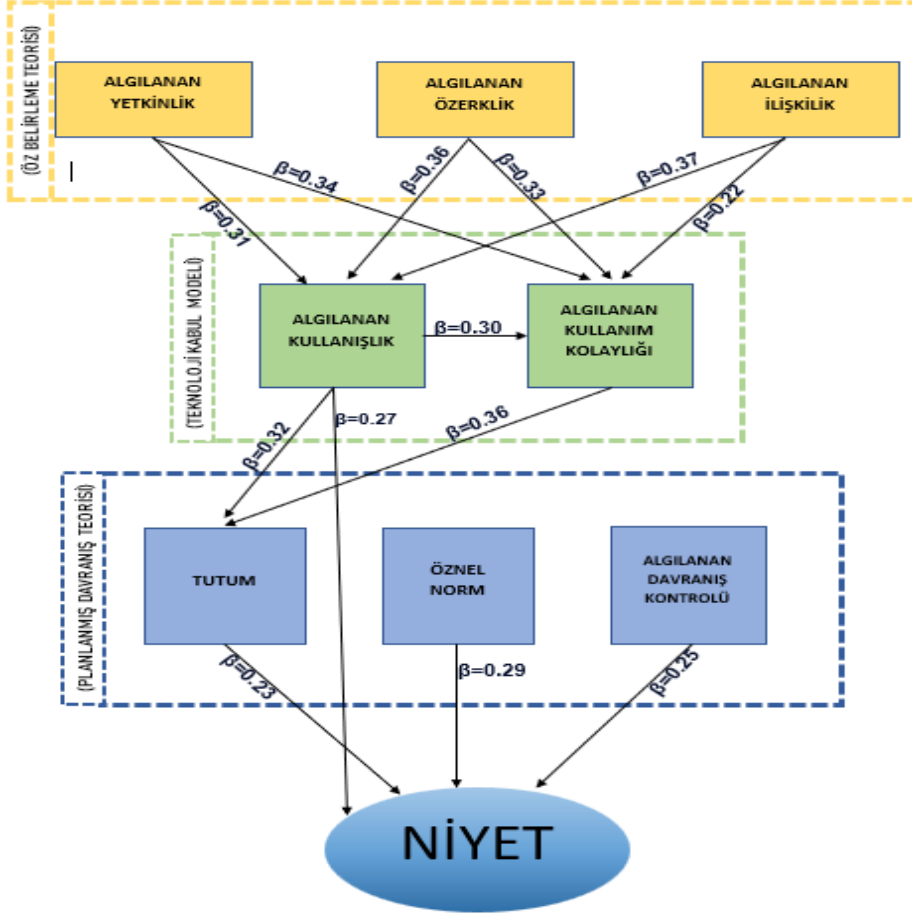 (ÖZ BELİRLEME TEORİSİ)
ALGILANAN
YETKİNLİK
ALGILANAN
ÖZERKLİK
ALGILANAN
İLİŞKİLİK
β=0.31
β=0.34
β=0.36
β=0.33
β=0.37
β=0.22
(TEKNOLOJİ KABUL MODELİ)
ALGILANAN
KULLANIŞLIK
β=0.30
ALGILANAN
KULLANIM
KOLAYLIĞI
β=0.32
β=0.27
β=0.36
(PLANLANMIŞ DAVRANIŞ TEORİSİ)
TUTUM
ÖZNEL
NORM
ALGILANAN
DAVRANIŞ
KONTROLÜ
β=0.23
β=0.29
β=0.25
NİYET